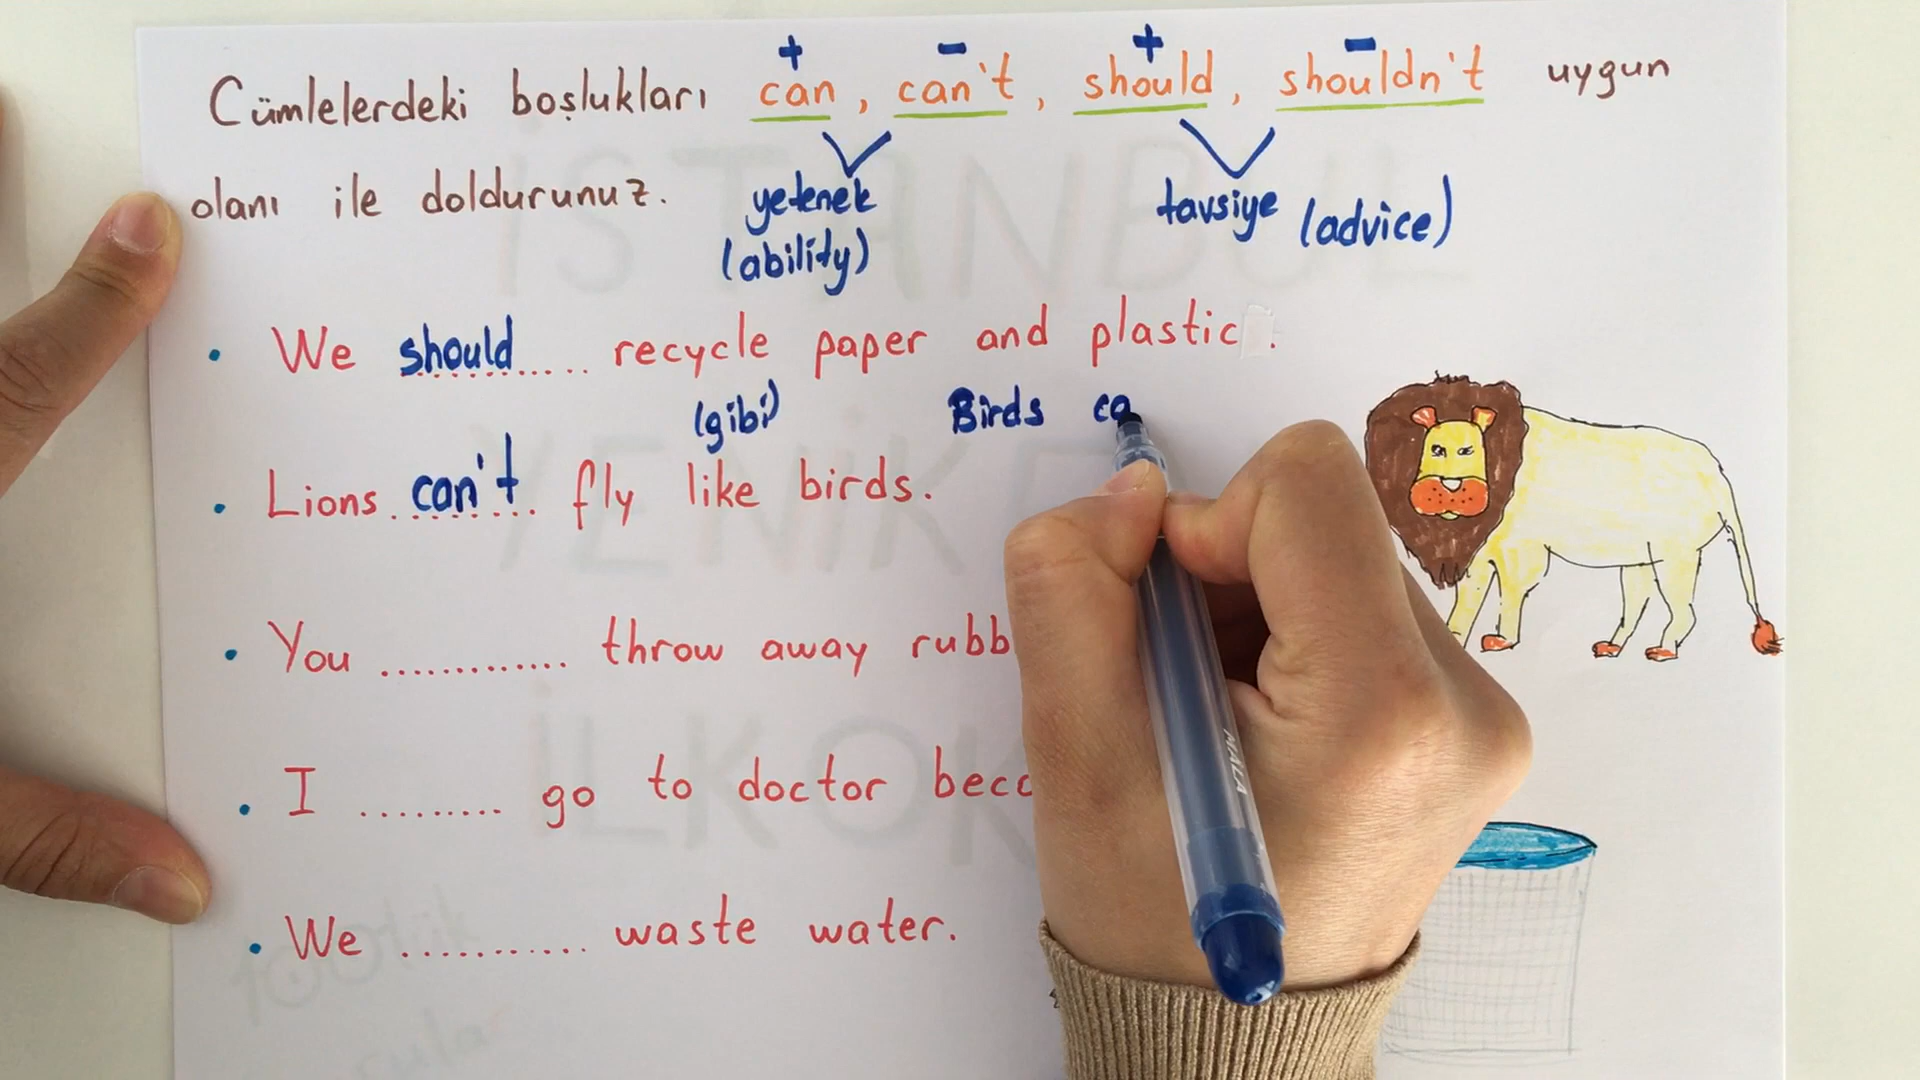 + - + -
Cümlelerdeki boşlukları can, can't, should, shouldn't uygun
olanı ile doldurunuz. yetenek tavsiye (advice)
(ability)
• We should..... recycle paper and plastic.
(gibi) Birds ca
• Lions can't fly like birds.
• You ............. throw away rubb
• I .......... go to doctor beca
• We ............ waste water.